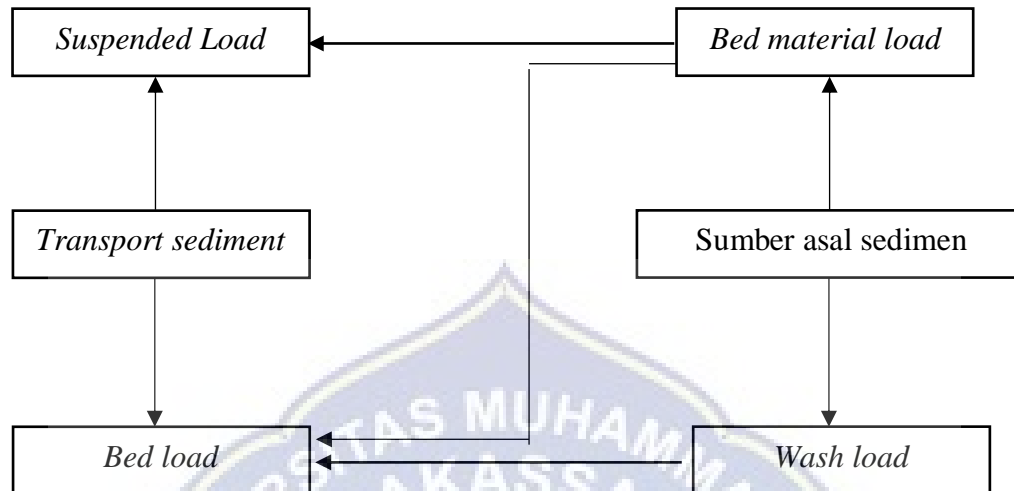 Suspended Load
Bed material load
Transport sediment
Sumber asal sedimen
Bed load
Wash load